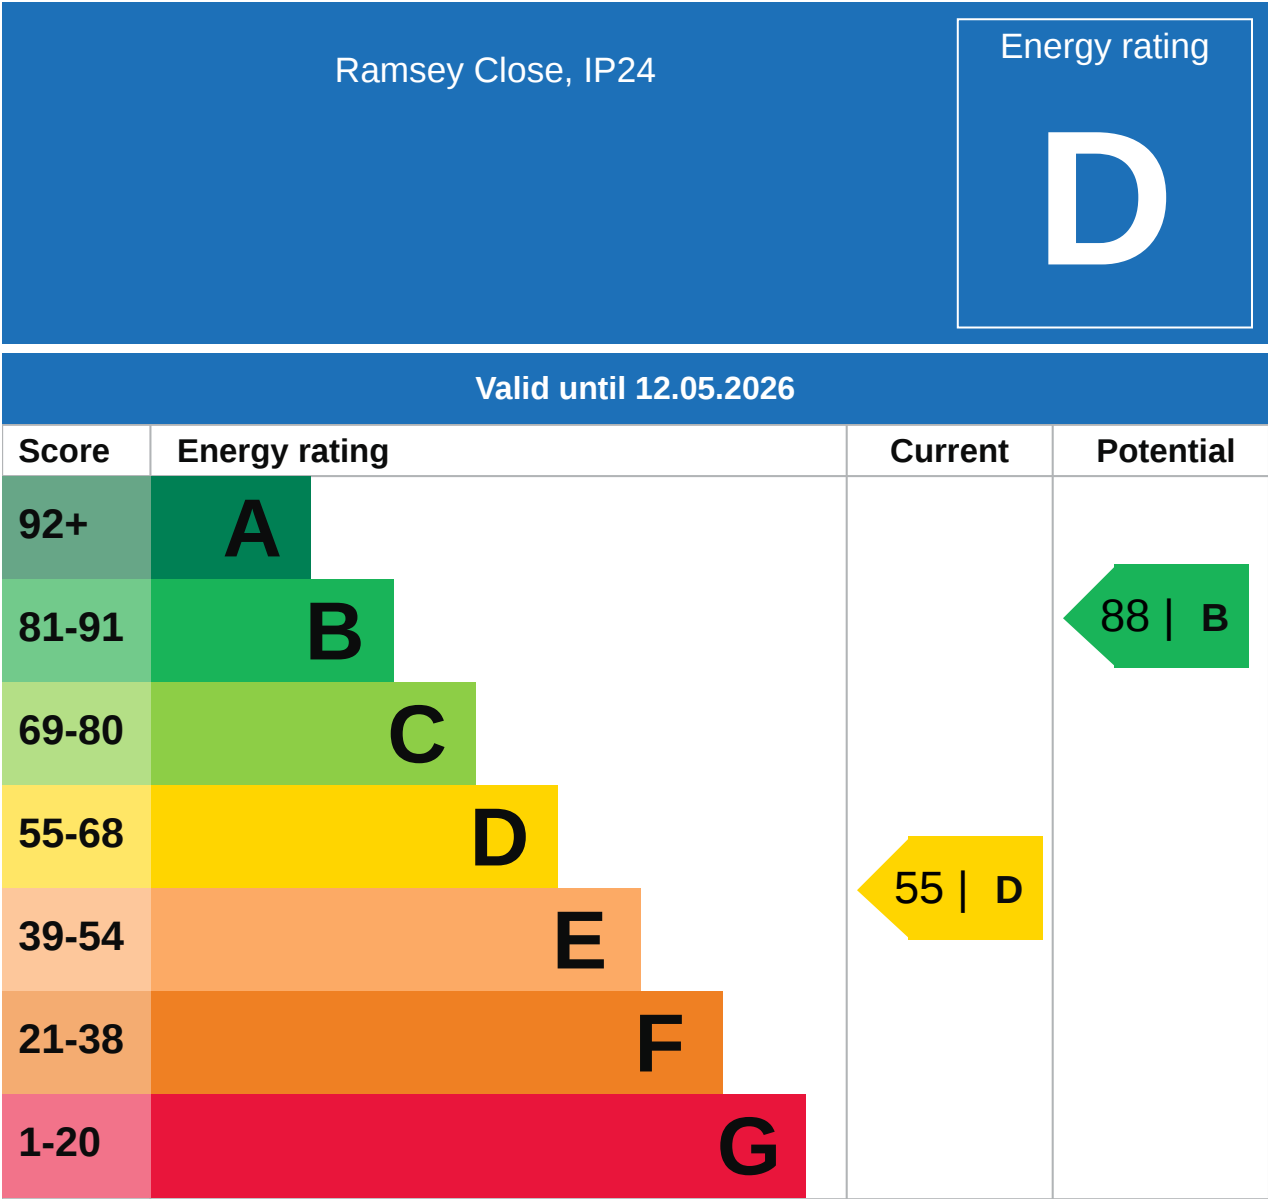 Ramsey Close, IP24
Energy rating
D
Valid until 12.05.2026
Score Energy rating Current Potential
92+ A
81-91 B 88 | B
69-80 C
55-68 D 55 | D
39-54 E
21-38 F
1-20 G